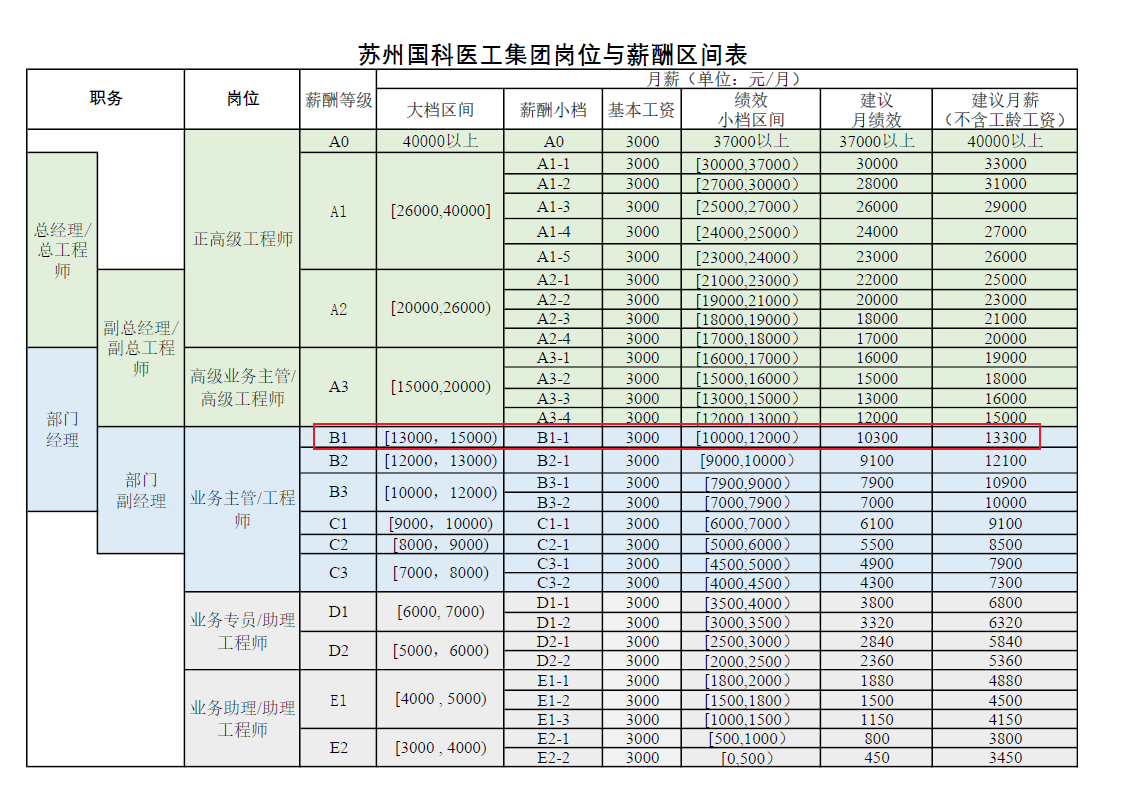 苏州国科医工集团岗位与薪酬区间表
职务 岗位 薪酬等级 月薪（单位：元/月）
大档区间 薪酬小档 基本工资 绩效 小档区间 建议 月绩效 建议月薪 （不含工龄工资）
A0 40000以上 A0 3000 37000以上 37000以上 40000以上
总经理/
总工程
师
副总经理/
副总工程
师
部门
经理
部门
副经理
正高级工程师
高级业务主管/
高级工程师
业务主管/工程
师
业务专员/助理
工程师
业务助理/助理
工程师
A1 [26000,40000] A1-1 3000 [30000,37000） 30000 33000
A1-2 3000 [27000,30000） 28000 31000
A1-3 3000 [25000,27000） 26000 29000
A1-4 3000 [24000,25000） 24000 27000
A1-5 3000 [23000,24000） 23000 26000
A2 [20000,26000) A2-1 3000 [21000,23000） 22000 25000
A2-2 3000 [19000,21000） 20000 23000
A2-3 3000 [18000,19000） 18000 21000
A2-4 3000 [17000,18000） 17000 20000
A3 [15000,20000) A3-1 3000 [16000,17000） 16000 19000
A3-2 3000 [15000,16000） 15000 18000
A3-3 3000 [13000,15000） 13000 16000
A3-4 3000 [12000,13000） 12000 15000
B1 [13000，15000) B1-1 3000 [10000,12000） 10300 13300
B2 [12000，13000) B2-1 3000 [9000,10000） 9100 12100
B3 [10000，12000) B3-1 3000 [7900,9000） 7900 10900
B3-2 3000 [7000,7900） 7000 10000
C1 [9000，10000) C1-1 3000 [6000,7000） 6100 9100
C2 [8000，9000) C2-1 3000 [5000,6000） 5500 8500
C3 [7000，8000) C3-1 3000 [4500,5000） 4900 7900
C3-2 3000 [4000,4500） 4300 7300
D1 [6000, 7000) D1-1 3000 [3500,4000） 3800 6800
D1-2 3000 [3000,3500） 3320 6320
D2 [5000，6000) D2-1 3000 [2500,3000） 2840 5840
D2-2 3000 [2000,2500） 2360 5360
E1 [4000 , 5000) E1-1 3000 [1800,2000） 1880 4880
E1-2 3000 [1500,1800） 1500 4500
E1-3 3000 [1000,1500） 1150 4150
E2 [3000 , 4000) E2-1 3000 [500,1000） 800 3800
E2-2 3000 [0,500） 450 3450